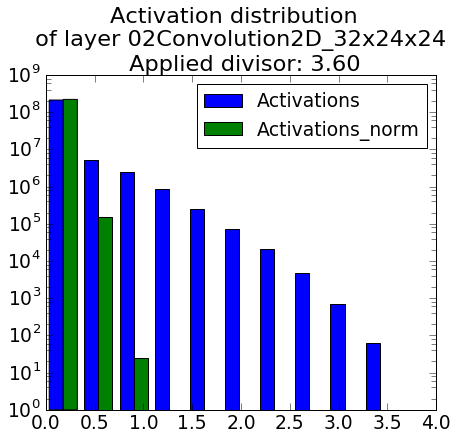 Activation distribution
of layer 02Convolution2D_32x24x24
Applied divisor: 3.60
Activations
Activations_norm
10^9
10^8
10^7
10^6
10^5
10^4
10^3
10^2
10^1
10^0
0.0 0.5 1.0 1.5 2.0 2.5 3.0 3.5 4.0